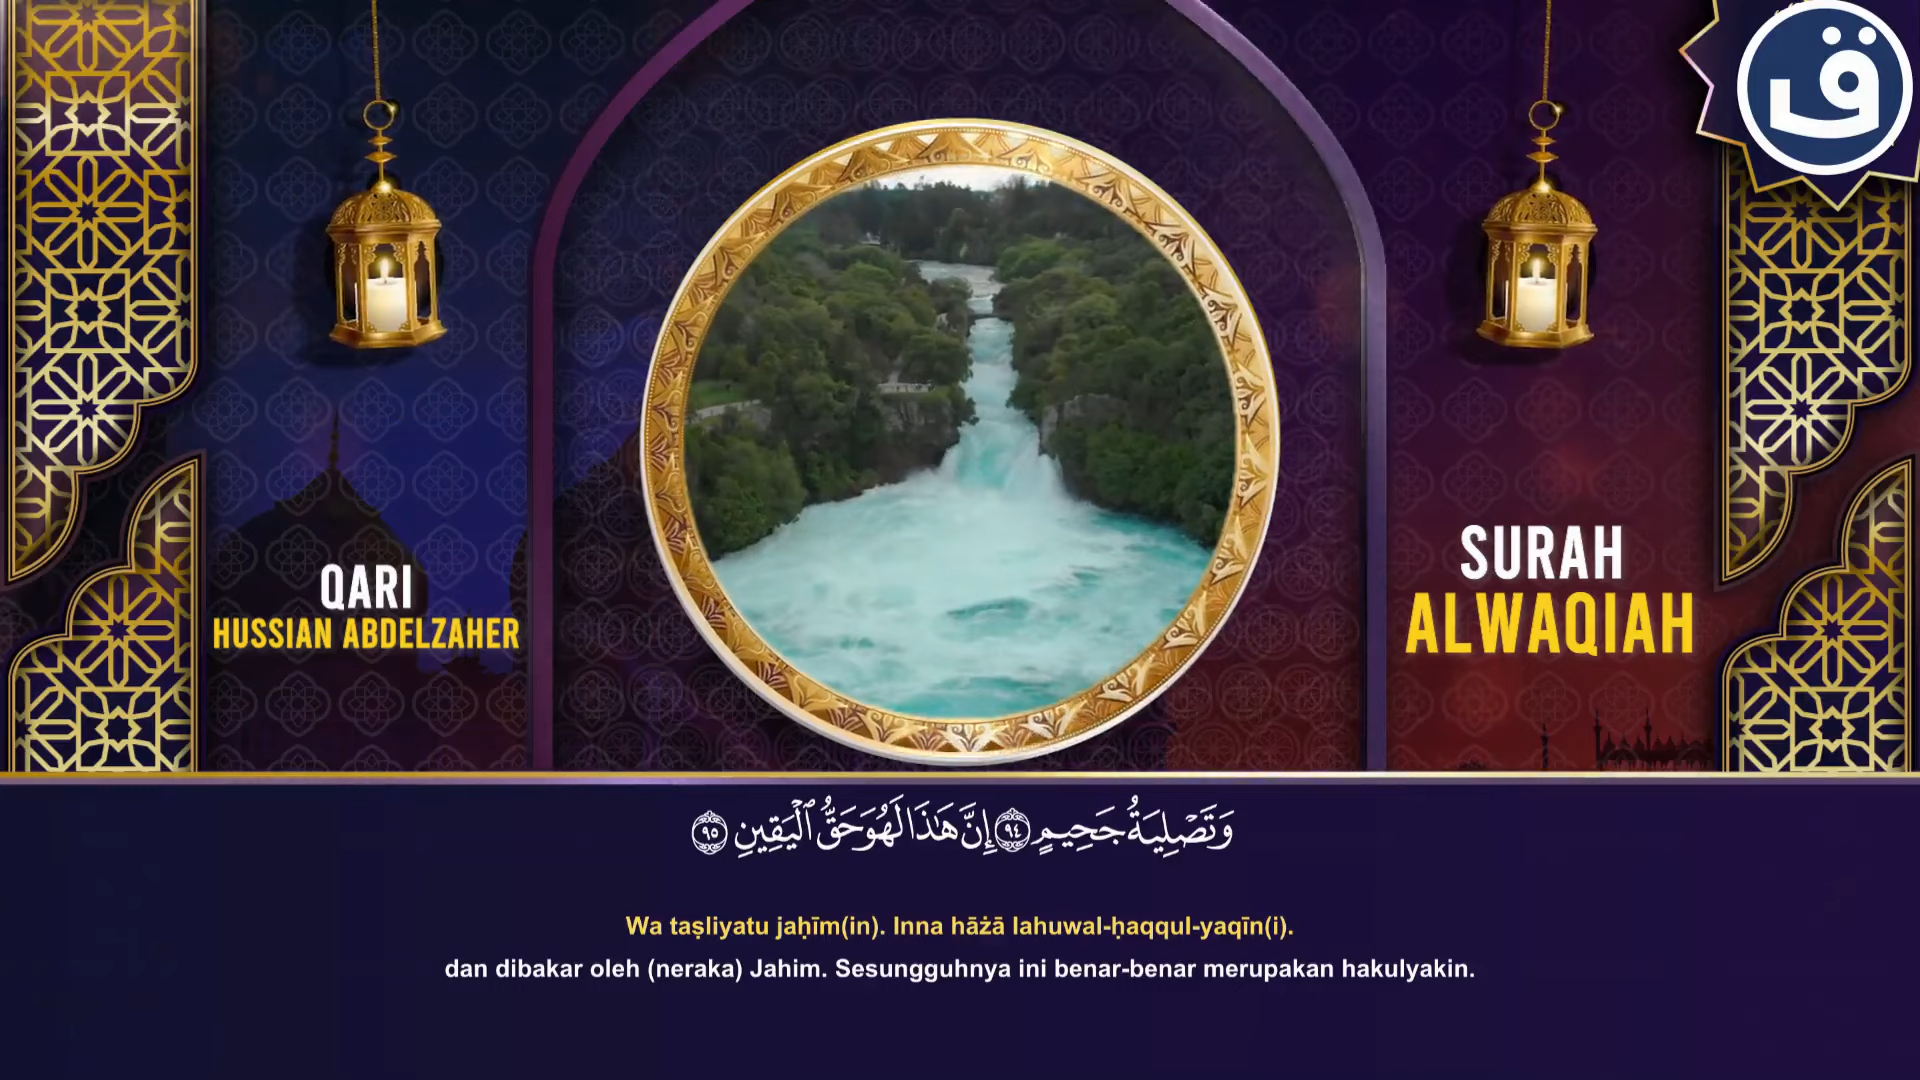 ق
QARI
HUSSIAN ABDELZAHER
SURAH
ALWAQIAH
وَتَصْلِيَةُ جَحِيمٍ ٩٤ إِنَّ هَٰذَا لَهُوَ حَقُّ ٱلْيَقِينِ ٩٥
Wa taṣliyatu jaḥīm(in). Inna hāżā lahuwal-ḥaqqul-yaqīn(i).
dan dibakar oleh (neraka) Jahim. Sesungguhnya ini benar-benar merupakan hakulyakin.